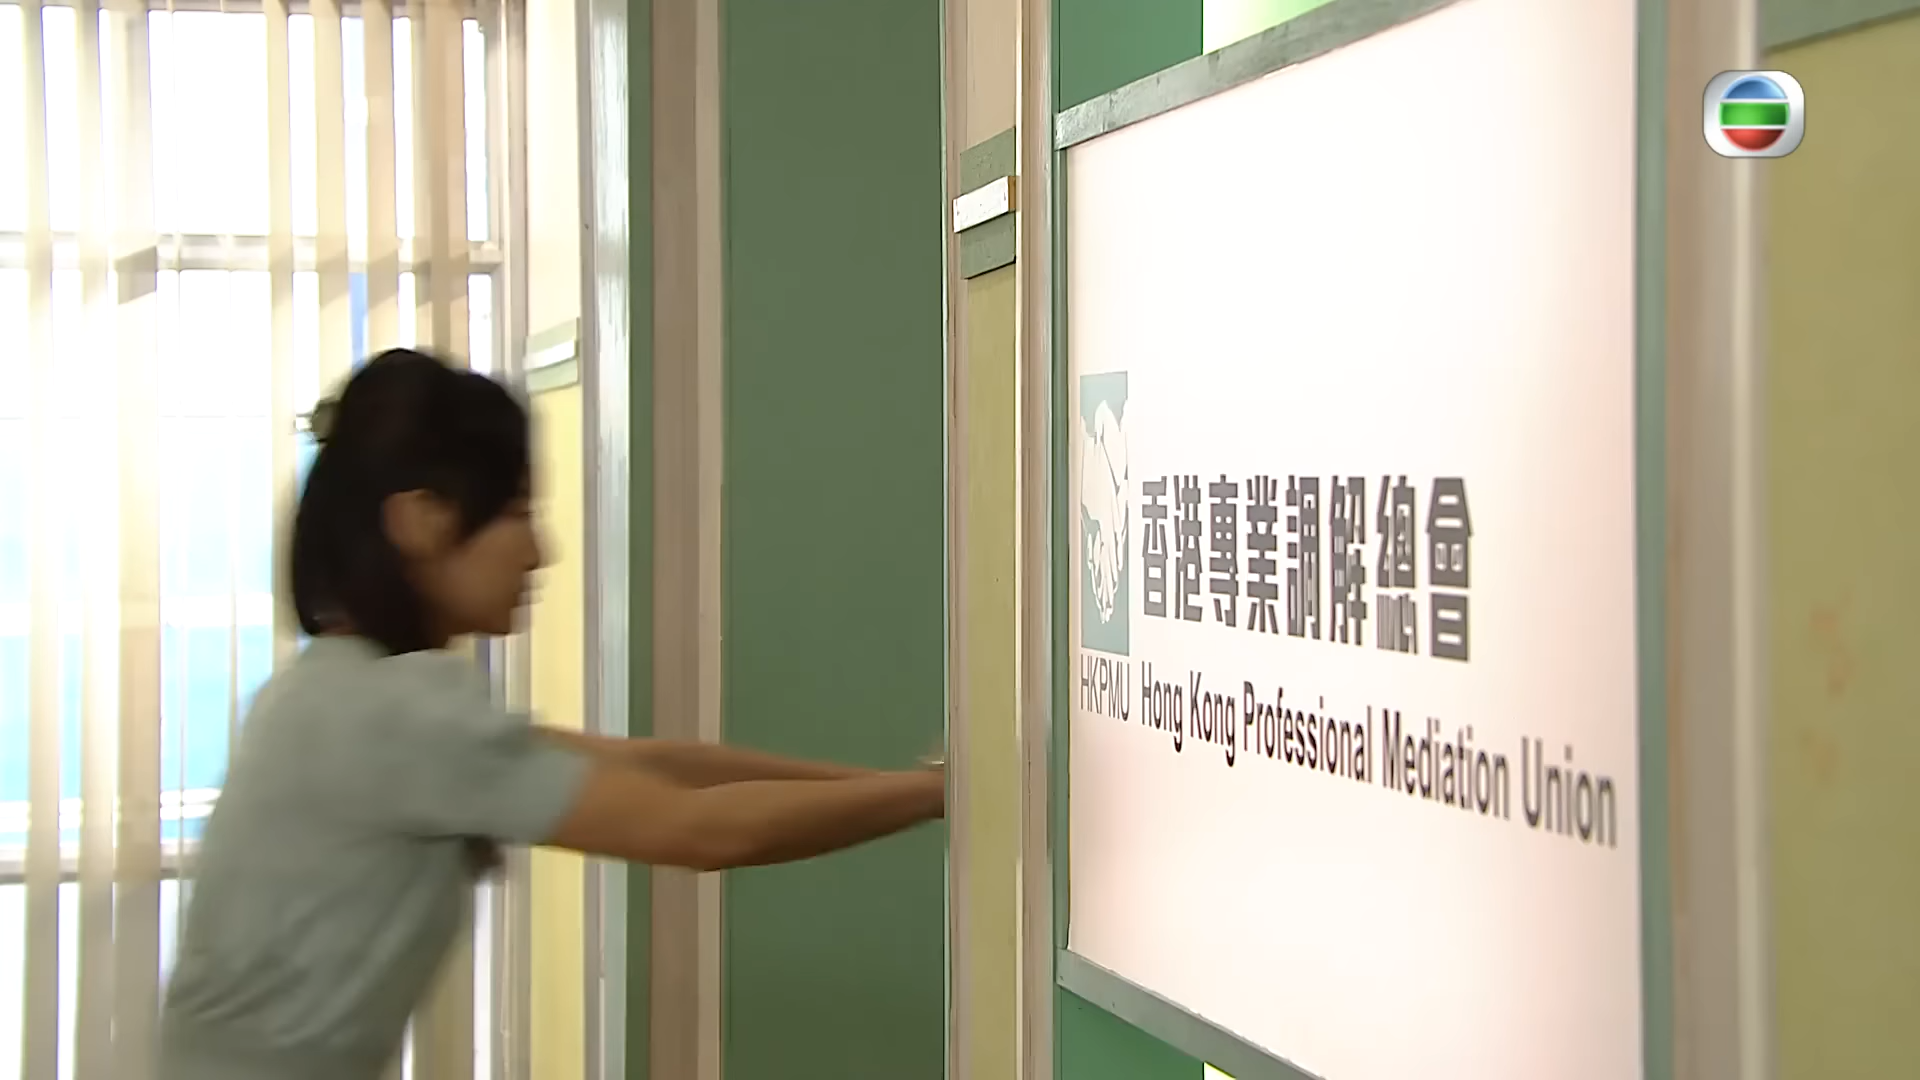 香港專業調解總會
HKPMU Hong Kong Professional Mediation Union